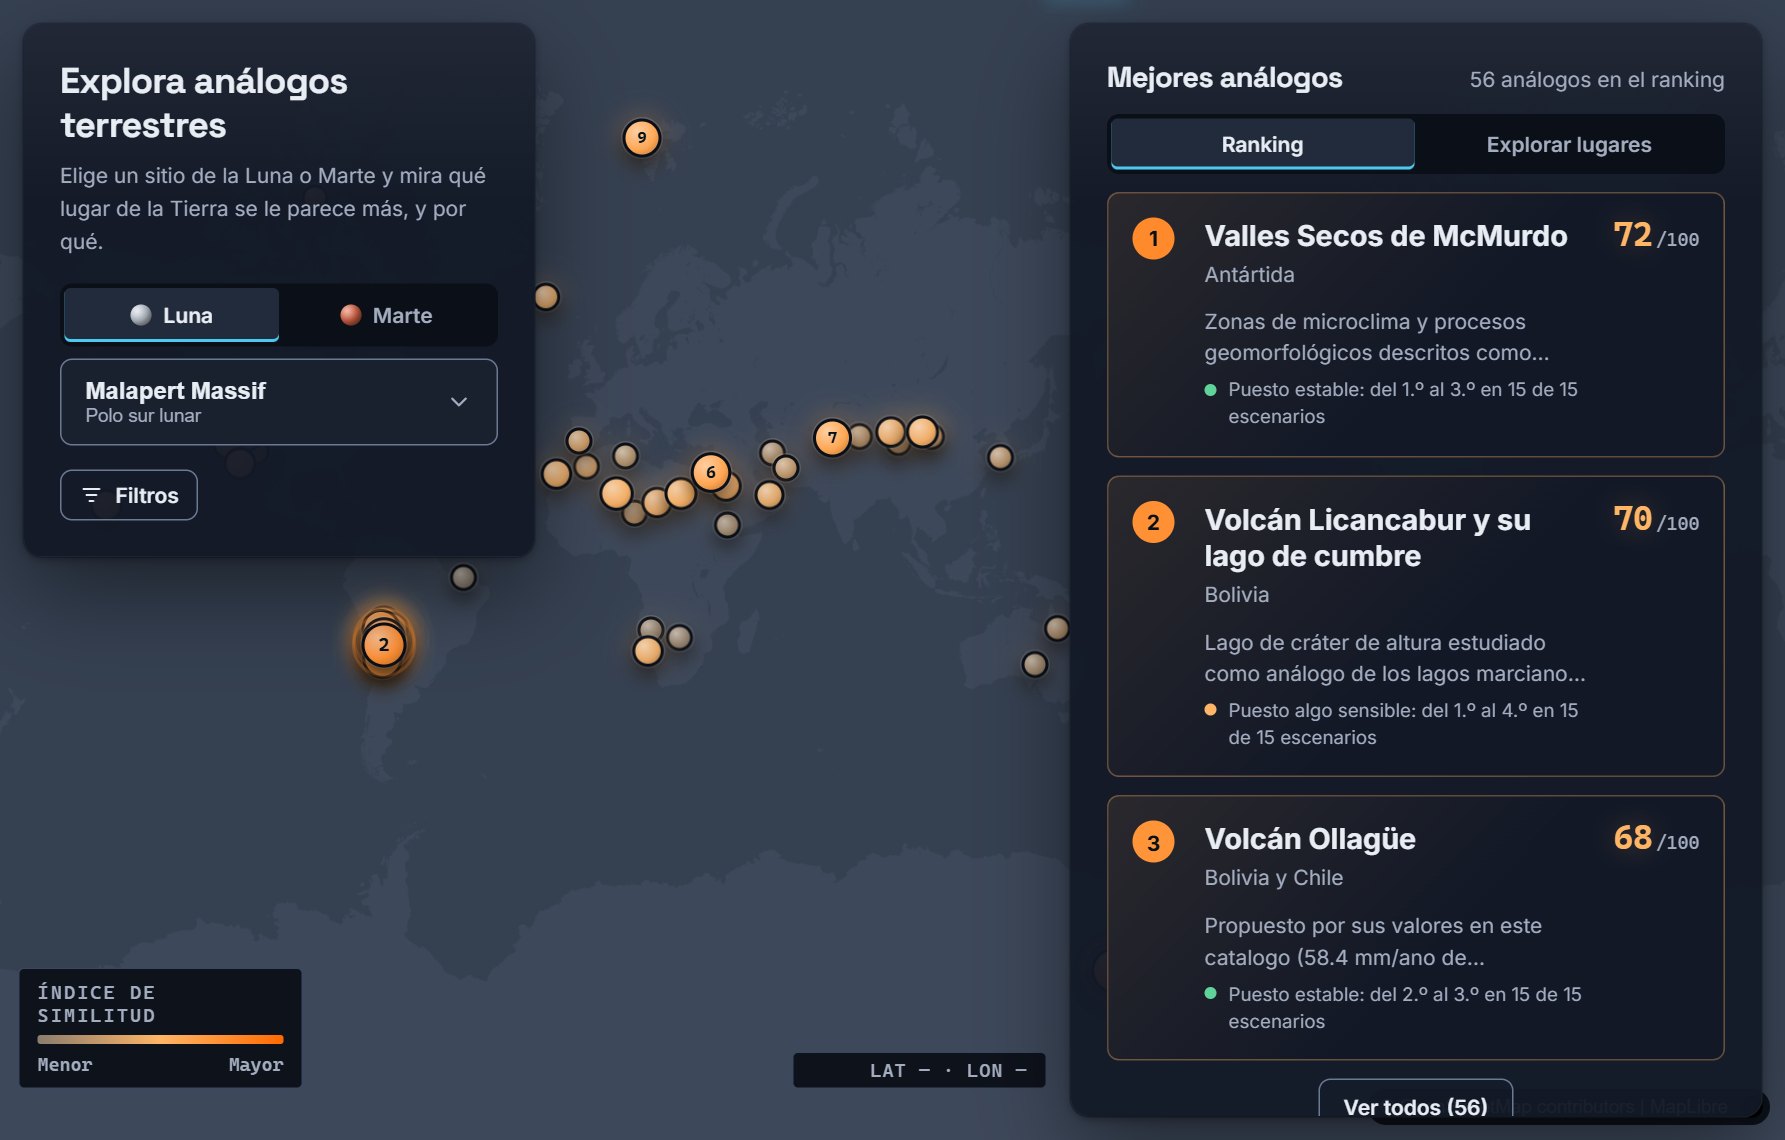 Explora análogos
terrestres
Elige un sitio de la Luna o Marte y mira qué
lugar de la Tierra se le parece más, y por
qué.
Luna
Marte
Malapert Massif
Polo sur lunar
Filtros
9
7
6
2
ÍNDICE DE
SIMILITUD
Menor
Mayor
LAT — · LON —
Mejores análogos
56 análogos en el ranking
Ranking
Explorar lugares
1
Valles Secos de McMurdo
72/100
Antártida
Zonas de microclima y procesos
geomorfológicos descritos como...
Puesto estable: del 1.º al 3.º en 15 de 15
escenarios
2
Volcán Licancabur y su
lago de cumbre
70/100
Bolivia
Lago de cráter de altura estudiado
como análogo de los lagos marciano...
Puesto algo sensible: del 1.º al 4.º en 15
de 15 escenarios
3
Volcán Ollagüe
68/100
Bolivia y Chile
Propuesto por sus valores en este
catalogo (58.4 mm/ano de...
Puesto estable: del 2.º al 3.º en 15 de 15
escenarios
Ver todos (56)
contributors | MapLibre